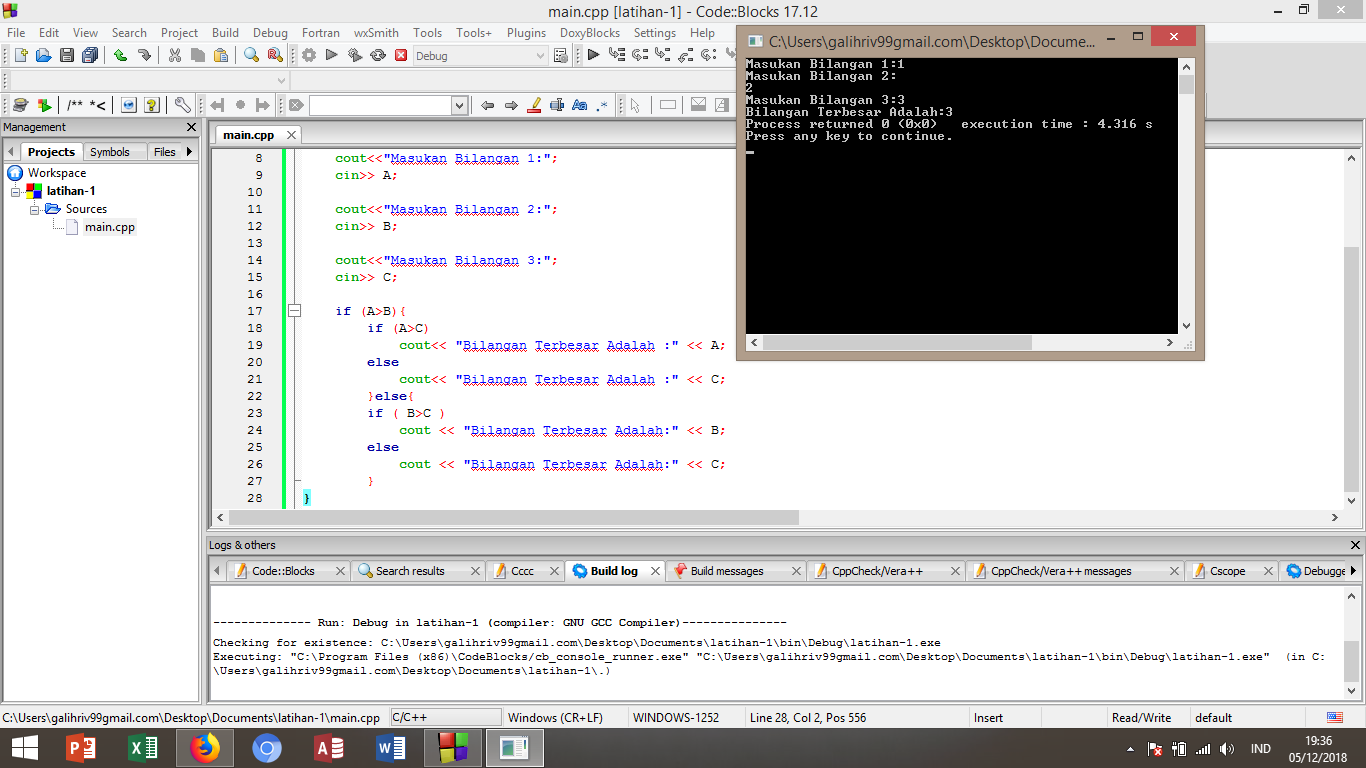 main.cpp [latihan-1] - Code::Blocks 17.12
File Edit View Search Project Build Debug Fortran wxSmith Tools Tools+ Plugins DoxyBlocks Settings Help
Debug
/** *<
Aa .*
C:\Users\galihriv99gmail.com\Desktop\Docume...
Masukan Bilangan 1:1
Masukan Bilangan 2:
2
Masukan Bilangan 3:3
Bilangan Terbesar Adalah:3
Process returned 0 (0x0)   execution time : 4.316 s
Press any key to continue.
Management
Projects Symbols Files
Workspace
latihan-1
Sources
main.cpp
main.cpp
8 cout<<"Masukan Bilangan 1:";
9 cin>> A;
10
11 cout<<"Masukan Bilangan 2:";
12 cin>> B;
13
14 cout<<"Masukan Bilangan 3:";
15 cin>> C;
16
17 if (A>B){
18 if (A>C)
19 cout<< "Bilangan Terbesar Adalah :" << A;
20 else
21 cout<< "Bilangan Terbesar Adalah :" << C;
22 }else{
23 if ( B>C )
24 cout << "Bilangan Terbesar Adalah:" << B;
25 else
26 cout << "Bilangan Terbesar Adalah:" << C;
27 }
28 }
Logs & others
Code::Blocks Search results Cccc Build log Build messages CppCheck/Vera++ CppCheck/Vera++ messages Cscope Debugge
-------------- Run: Debug in latihan-1 (compiler: GNU GCC Compiler)---------------
Checking for existence: C:\Users\galihriv99gmail.com\Desktop\Documents\latihan-1\bin\Debug\latihan-1.exe
Executing: "C:\Program Files (x86)\CodeBlocks/cb_console_runner.exe" "C:\Users\galihriv99gmail.com\Desktop\Documents\latihan-1\bin\Debug\latihan-1.exe"  (in C:
\Users\galihriv99gmail.com\Desktop\Documents\latihan-1\.)
C:\Users\galihriv99gmail.com\Desktop\Documents\latihan-1\main.cpp C/C++ Windows (CR+LF) WINDOWS-1252 Line 28, Col 2, Pos 556 Insert Read/Write default
IND
19:36
05/12/2018